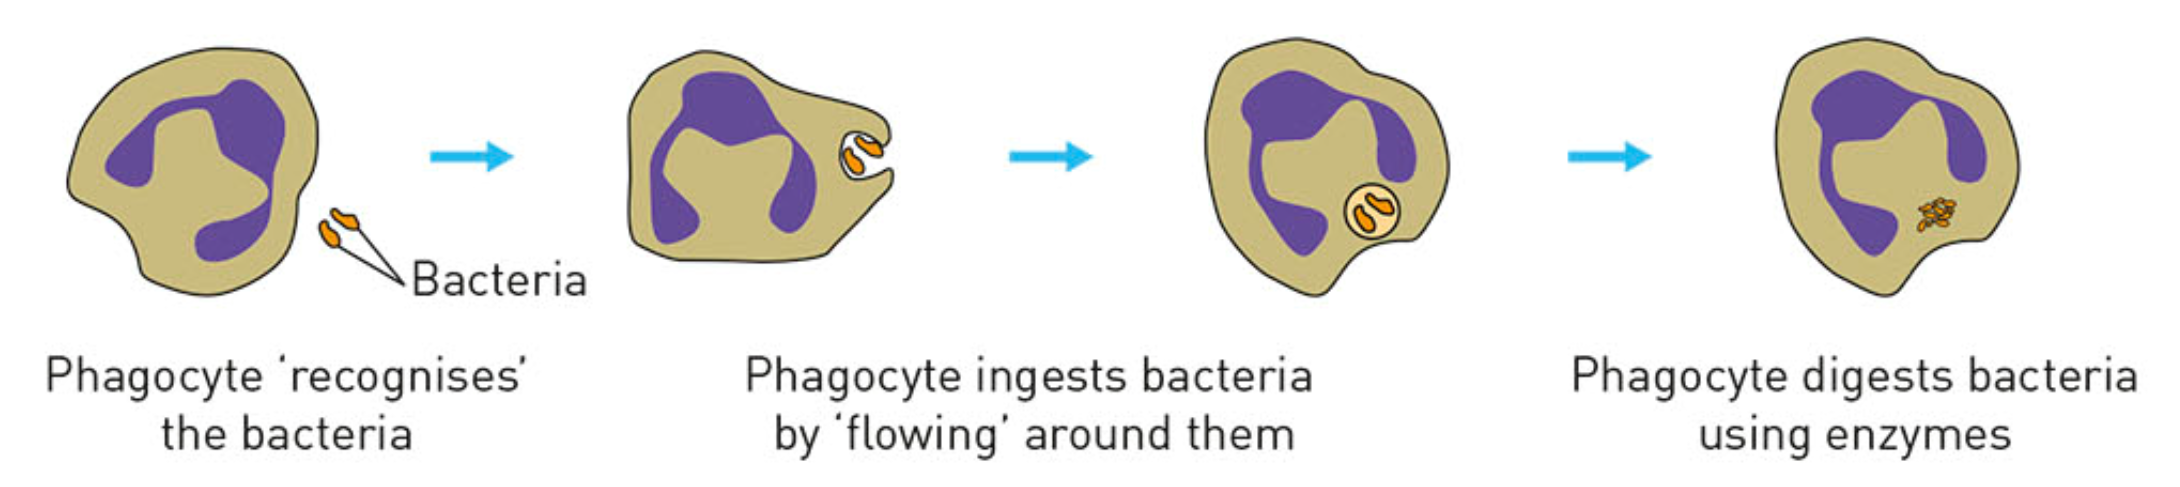 Bacteria
Phagocyte ‘recognises’
the bacteria
Phagocyte ingests bacteria
by ‘flowing’ around them
Phagocyte digests bacteria
using enzymes